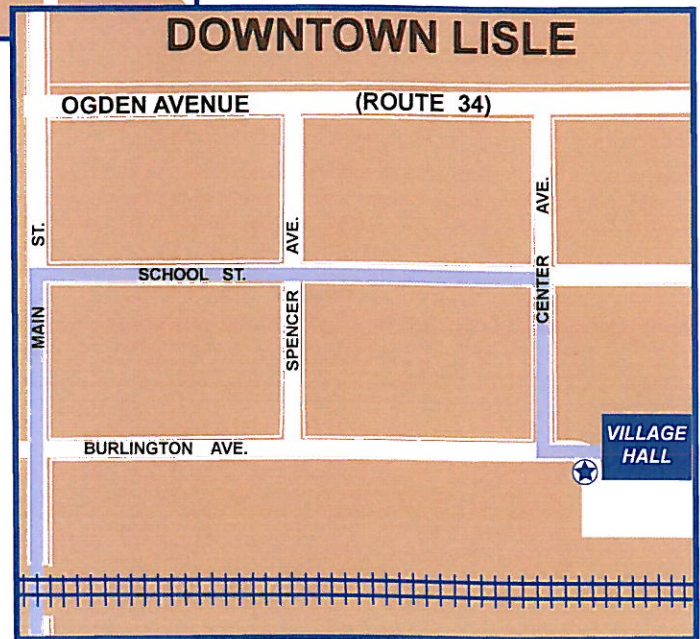 DOWNTOWN LISLE
OGDEN AVENUE (ROUTE 34)
MAIN ST.
SCHOOL ST.
SPENCER AVE.
CENTER AVE.
BURLINGTON AVE.
VILLAGE
HALL